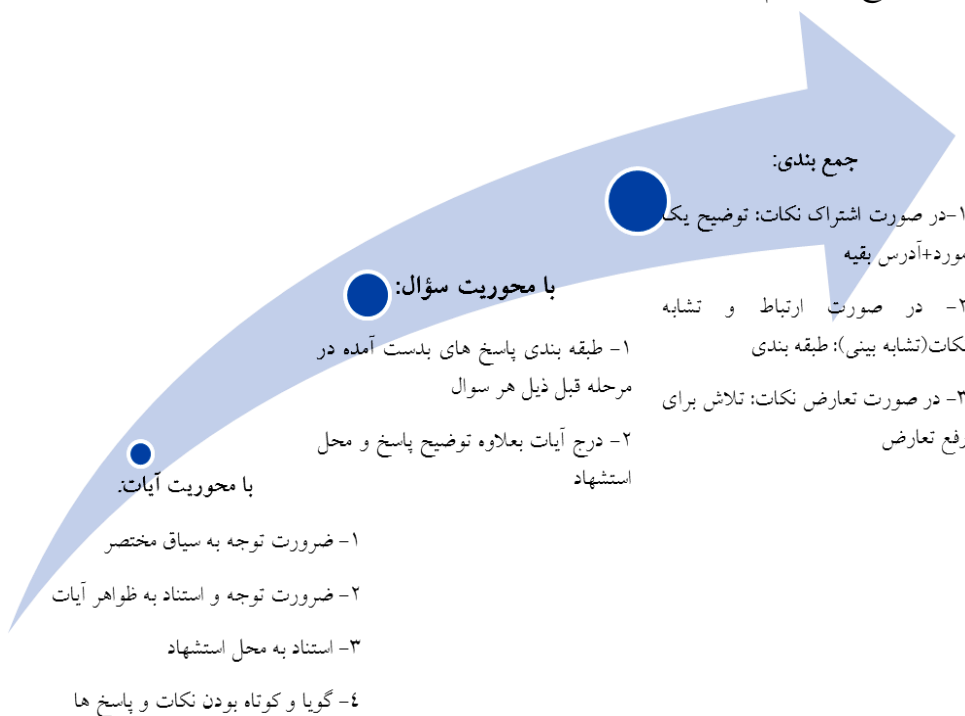 جمع بندی:
۱-در صورت اشتراک نکات: توضیح یک
مورد+آدرس بقیه
۲- در صورت ارتباط و تشابه
نکات(تشابه بینی): طبقه بندی
۳- در صورت تعارض نکات: تلاش برای
رفع تعارض
با محوریت سؤال:
۱- طبقه بندی پاسخ های بدست آمده در
مرحله قبل ذیل هر سوال
۲- درج آیات بعلاوه توضیح پاسخ و محل
استشهاد
با محوریت آیات:
۱- ضرورت توجه به سیاق مختصر
۲- ضرورت توجه و استناد به ظواهر آیات
۳- استناد به محل استشهاد
٤- گویا و کوتاه بودن نکات و پاسخ ها